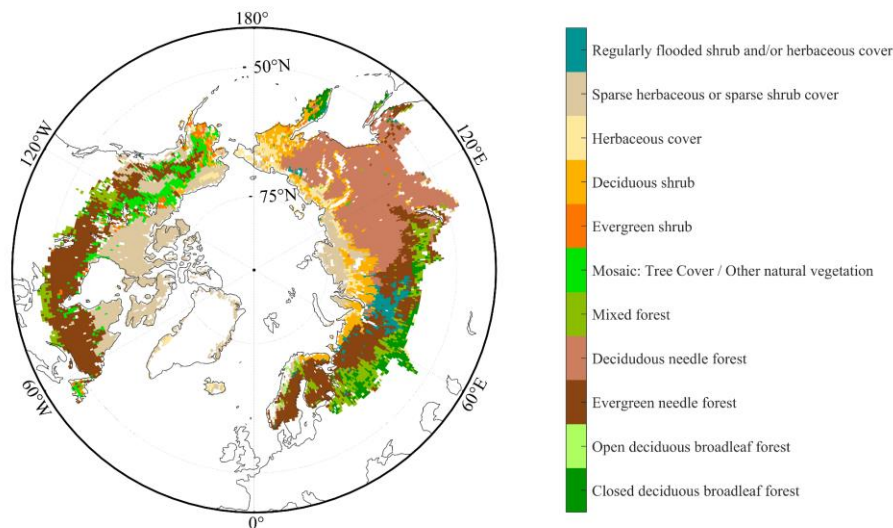 180°
50°N
120°W
120°E
75°N
60°W
60°E
0°
Regularly flooded shrub and/or herbaceous cover
Sparse herbaceous or sparse shrub cover
Herbaceous cover
Deciduous shrub
Evergreen shrub
Mosaic: Tree Cover / Other natural vegetation
Mixed forest
Decidudous needle forest
Evergreen needle forest
Open deciduous broadleaf forest
Closed deciduous broadleaf forest